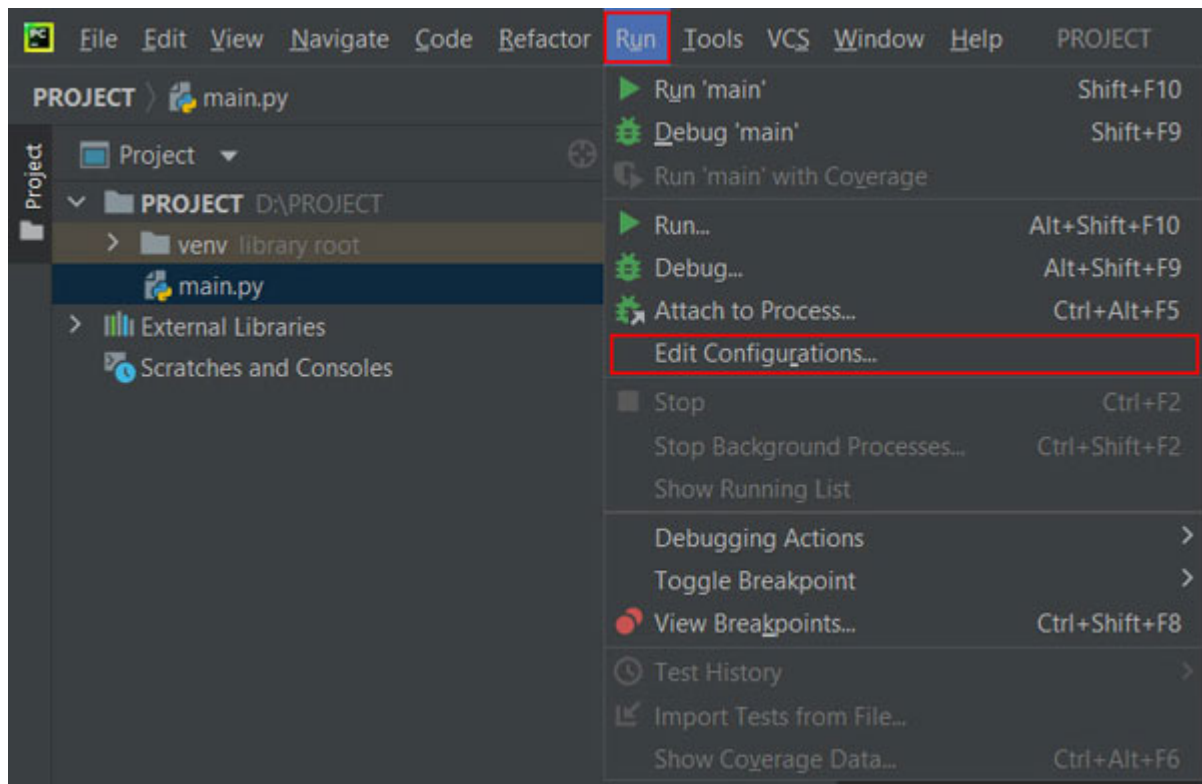 PC File Edit View Navigate Code Refactor Run Tools VCS Window Help PROJECT
PROJECT main.py
Project
Project
PROJECT D:\PROJECT
venv library root
main.py
External Libraries
Scratches and Consoles
Run 'main' Shift+F10
Debug 'main' Shift+F9
Run 'main' with Coverage
Run... Alt+Shift+F10
Debug... Alt+Shift+F9
Attach to Process... Ctrl+Alt+F5
Edit Configurations...
Stop Ctrl+F2
Stop Background Processes... Ctrl+Shift+F2
Show Running List
Debugging Actions
Toggle Breakpoint
View Breakpoints... Ctrl+Shift+F8
Test History
Import Tests from File...
Show Coverage Data... Ctrl+Alt+F6